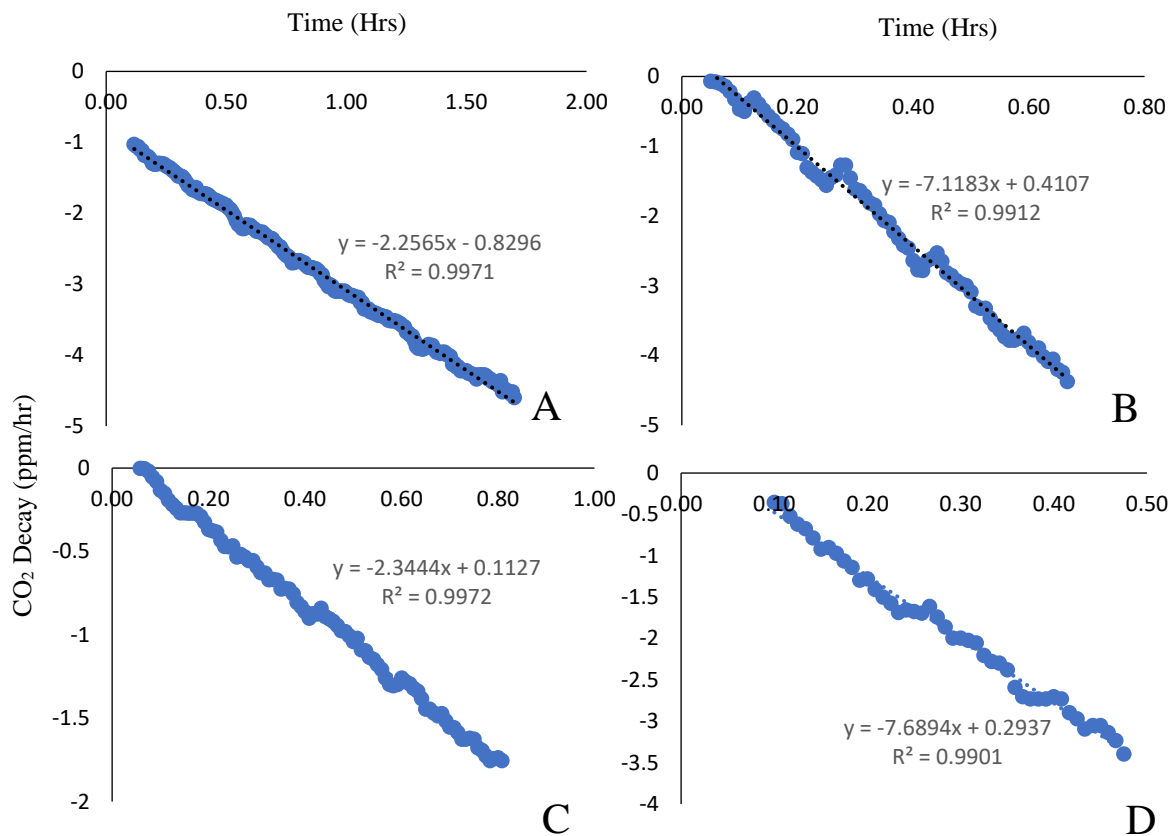 Time (Hrs)
0
0.00 0.50 1.00 1.50 2.00
-1
-2
-3
-4
-5
y = -2.2565x - 0.8296
R² = 0.9971
A
Time (Hrs)
0
0.00 0.20 0.40 0.60 0.80
-1
-2
-3
-4
-5
y = -7.1183x + 0.4107
R² = 0.9912
B
CO₂ Decay (ppm/hr)
0
0.00 0.20 0.40 0.60 0.80 1.00
-0.5
-1
-1.5
-2
y = -2.3444x + 0.1127
R² = 0.9972
C
0
0.00 0.10 0.20 0.30 0.40 0.50
-0.5
-1
-1.5
-2
-2.5
-3
-3.5
-4
y = -7.6894x + 0.2937
R² = 0.9901
D